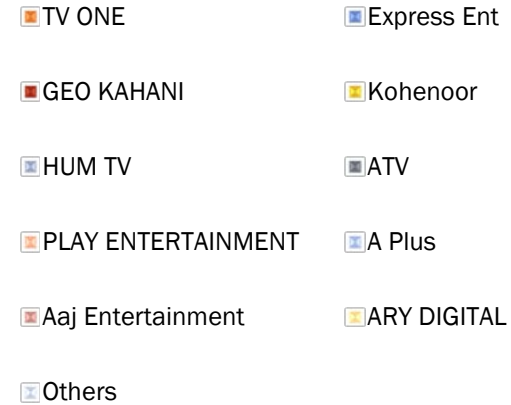 TV ONE
Express Ent
GEO KAHANI
Kohenoor
HUM TV
ATV
PLAY ENTERTAINMENT
A Plus
Aaj Entertainment
ARY DIGITAL
Others